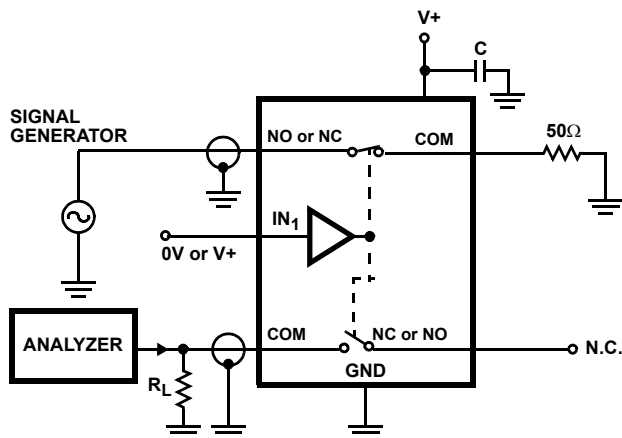 V+
C
SIGNAL
GENERATOR
NO or NC
COM
50Ω
IN1
0V or V+
ANALYZER
COM
NC or NO
N.C.
RL
GND